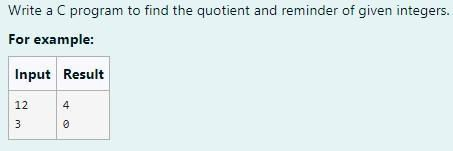 Write a C program to find the quotient and reminder of given integers.
For example:
Input Result
12 4
3 0